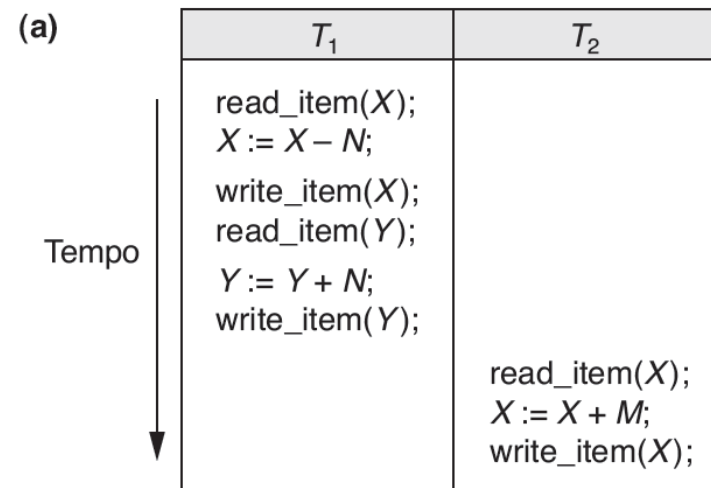 (a)
T₁ T₂
read_item(X);
X := X – N;
write_item(X);
read_item(Y);
Tempo
Y := Y + N;
write_item(Y);
read_item(X);
X := X + M;
write_item(X);